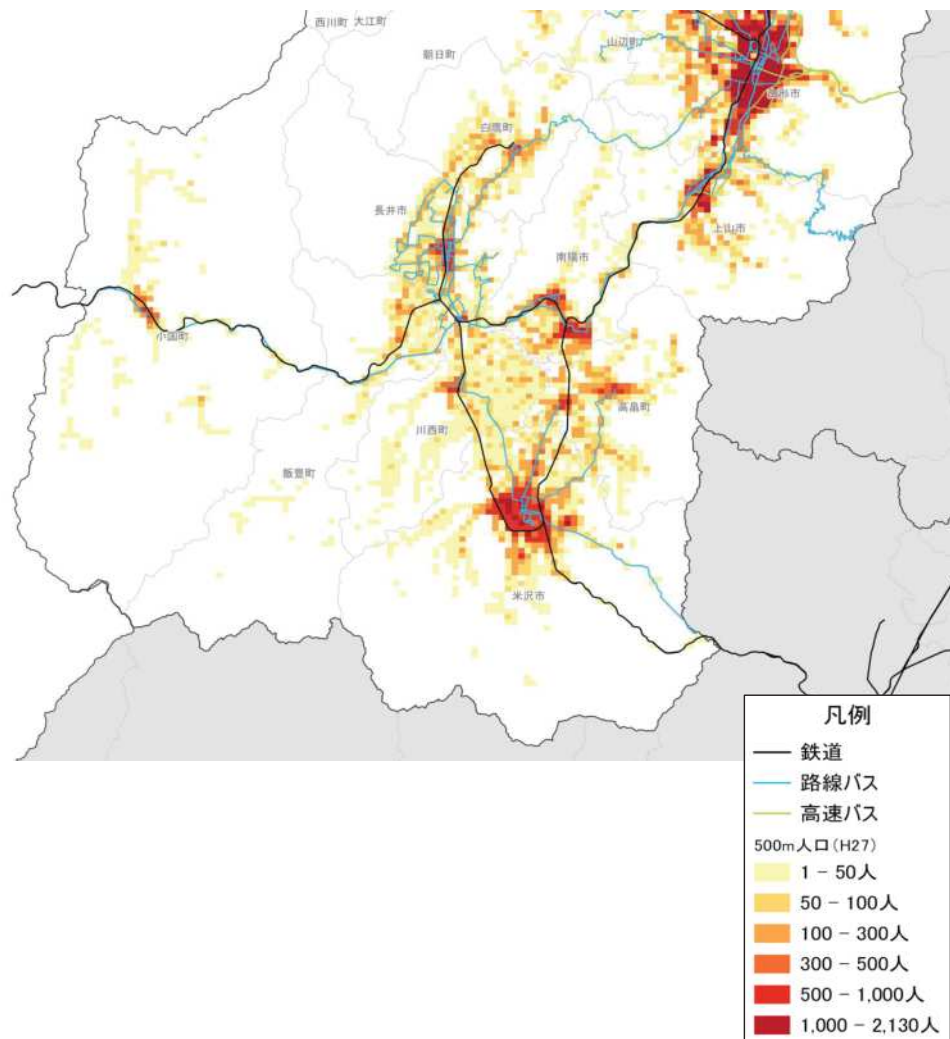 西川町 大江町
朝日町
山辺町
山形市
白鷹町
長井市
南陽市
上山市
小国町
高畠町
川西町
飯豊町
米沢市
凡例
鉄道
路線バス
高速バス
500m人口(H27)
1 - 50人
50 - 100人
100 - 300人
300 - 500人
500 - 1,000人
1,000 - 2,130人